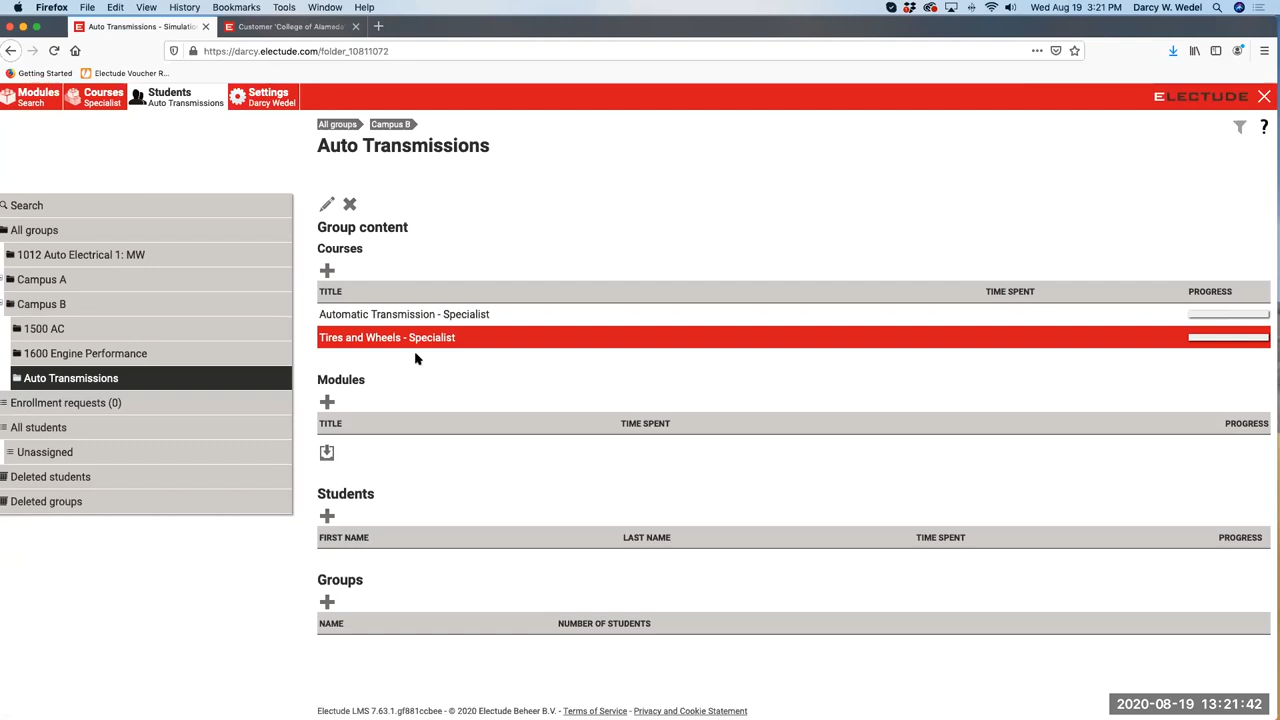 Firefox File Edit View History Bookmarks Tools Window Help Wed Aug 19 3:21 PM Darcy W. Wedel
Auto Transmissions - Simulatio Customer 'College of Alameda'
https://darcy.electude.com/folder_10811072
Getting Started Electude Voucher R...
Modules Search
Courses Specialist
Students Auto Transmissions
Settings Darcy Wedel
ELECTUDE
All groups Campus B
Auto Transmissions
Search
All groups
1012 Auto Electrical 1: MW
Campus A
Campus B
1500 AC
1600 Engine Performance
Auto Transmissions
Enrollment requests (0)
All students
Unassigned
Deleted students
Deleted groups
Group content
Courses
TITLE TIME SPENT PROGRESS
Automatic Transmission - Specialist
Tires and Wheels - Specialist
Modules
TITLE TIME SPENT PROGRESS
Students
FIRST NAME LAST NAME TIME SPENT PROGRESS
Groups
NAME NUMBER OF STUDENTS
Electude LMS 7.63.1.gf881ccbee - © 2020 Electude Beheer B.V. - Terms of Service - Privacy and Cookie Statement
2020-08-19 13:21:42